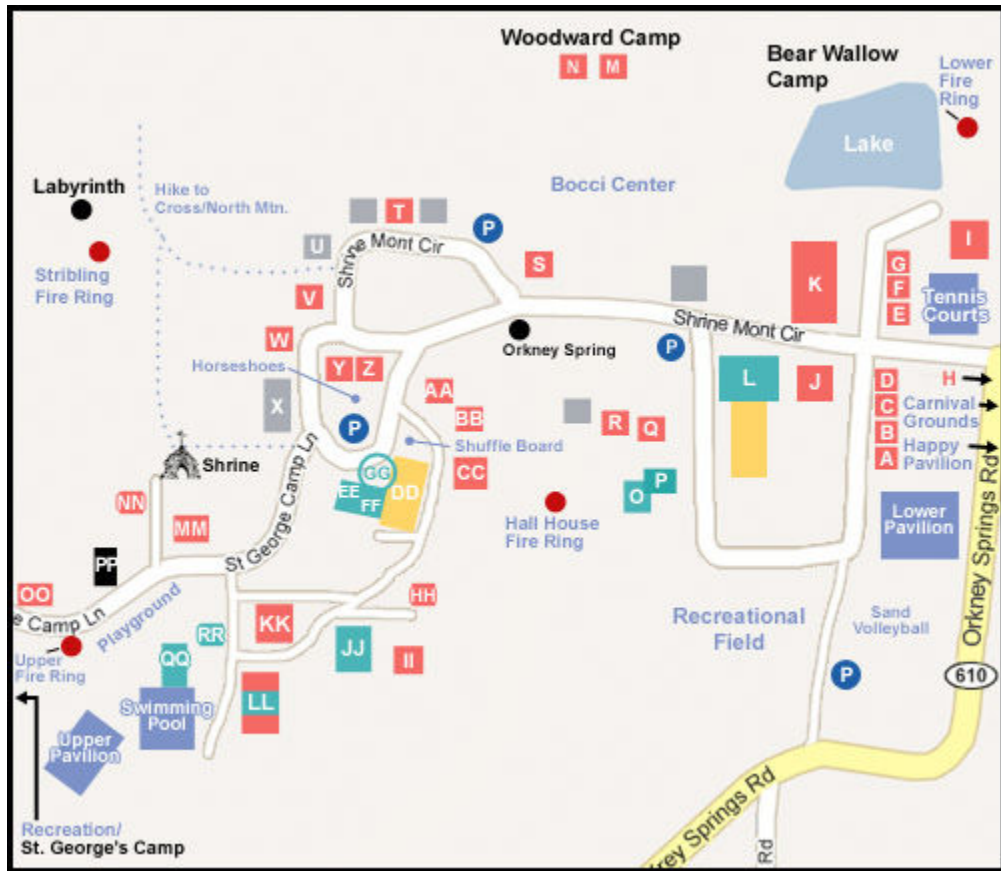 Woodward Camp
N M
Bear Wallow
Camp
Lower
Fire
Ring
Lake
Labyrinth
Hike to
Cross/North Mtn.
Bocci Center
Stribling
Fire Ring
T
P
U
Shrine Mont Cir
S
I
K
G
F
E
Tennis
Courts
V
W
Shrine Mont Cir
Orkney Spring
P
Horseshoes
Y Z
AA
BB
L
J
D
C
B
A
H
Carnival
Grounds
Happy
Pavilion
X
P
Shuffle Board
R
Q
Shrine
GG
EE
FF
DD
CC
O
P
NN
MM
St George Camp Ln
Hall House
Fire Ring
Lower
Pavilion
Orkney Springs Rd
PP
OO
e Camp Ln
Playground
HH
KK
Recreational
Field
Sand
Volleyball
Upper
Fire Ring
RR
QQ
JJ
II
610
P
LL
Swimming
Pool
Upper
Pavilion
rey Springs Rd
Rd
Recreation/
St. George's Camp